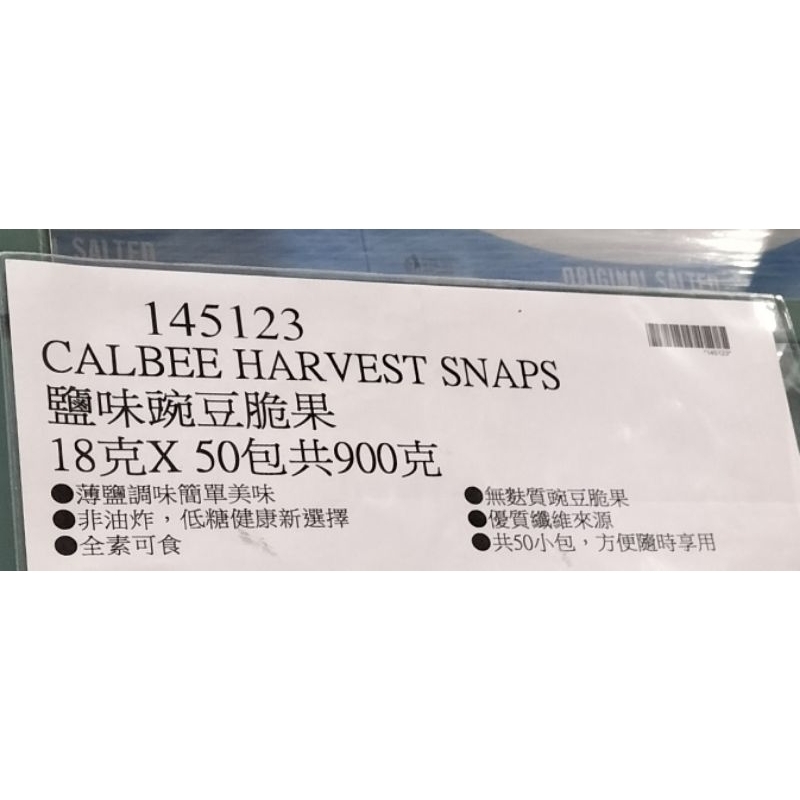 SALTED
ORIGINAL SALTED
145123
"145123"
CALBEE HARVEST SNAPS
鹽味豌豆脆果
18克X 50包共900克
●薄鹽調味簡單美味
●非油炸，低糖健康新選擇
●全素可食
●無麩質豌豆脆果
●優質纖維來源
●共50小包，方便隨時享用